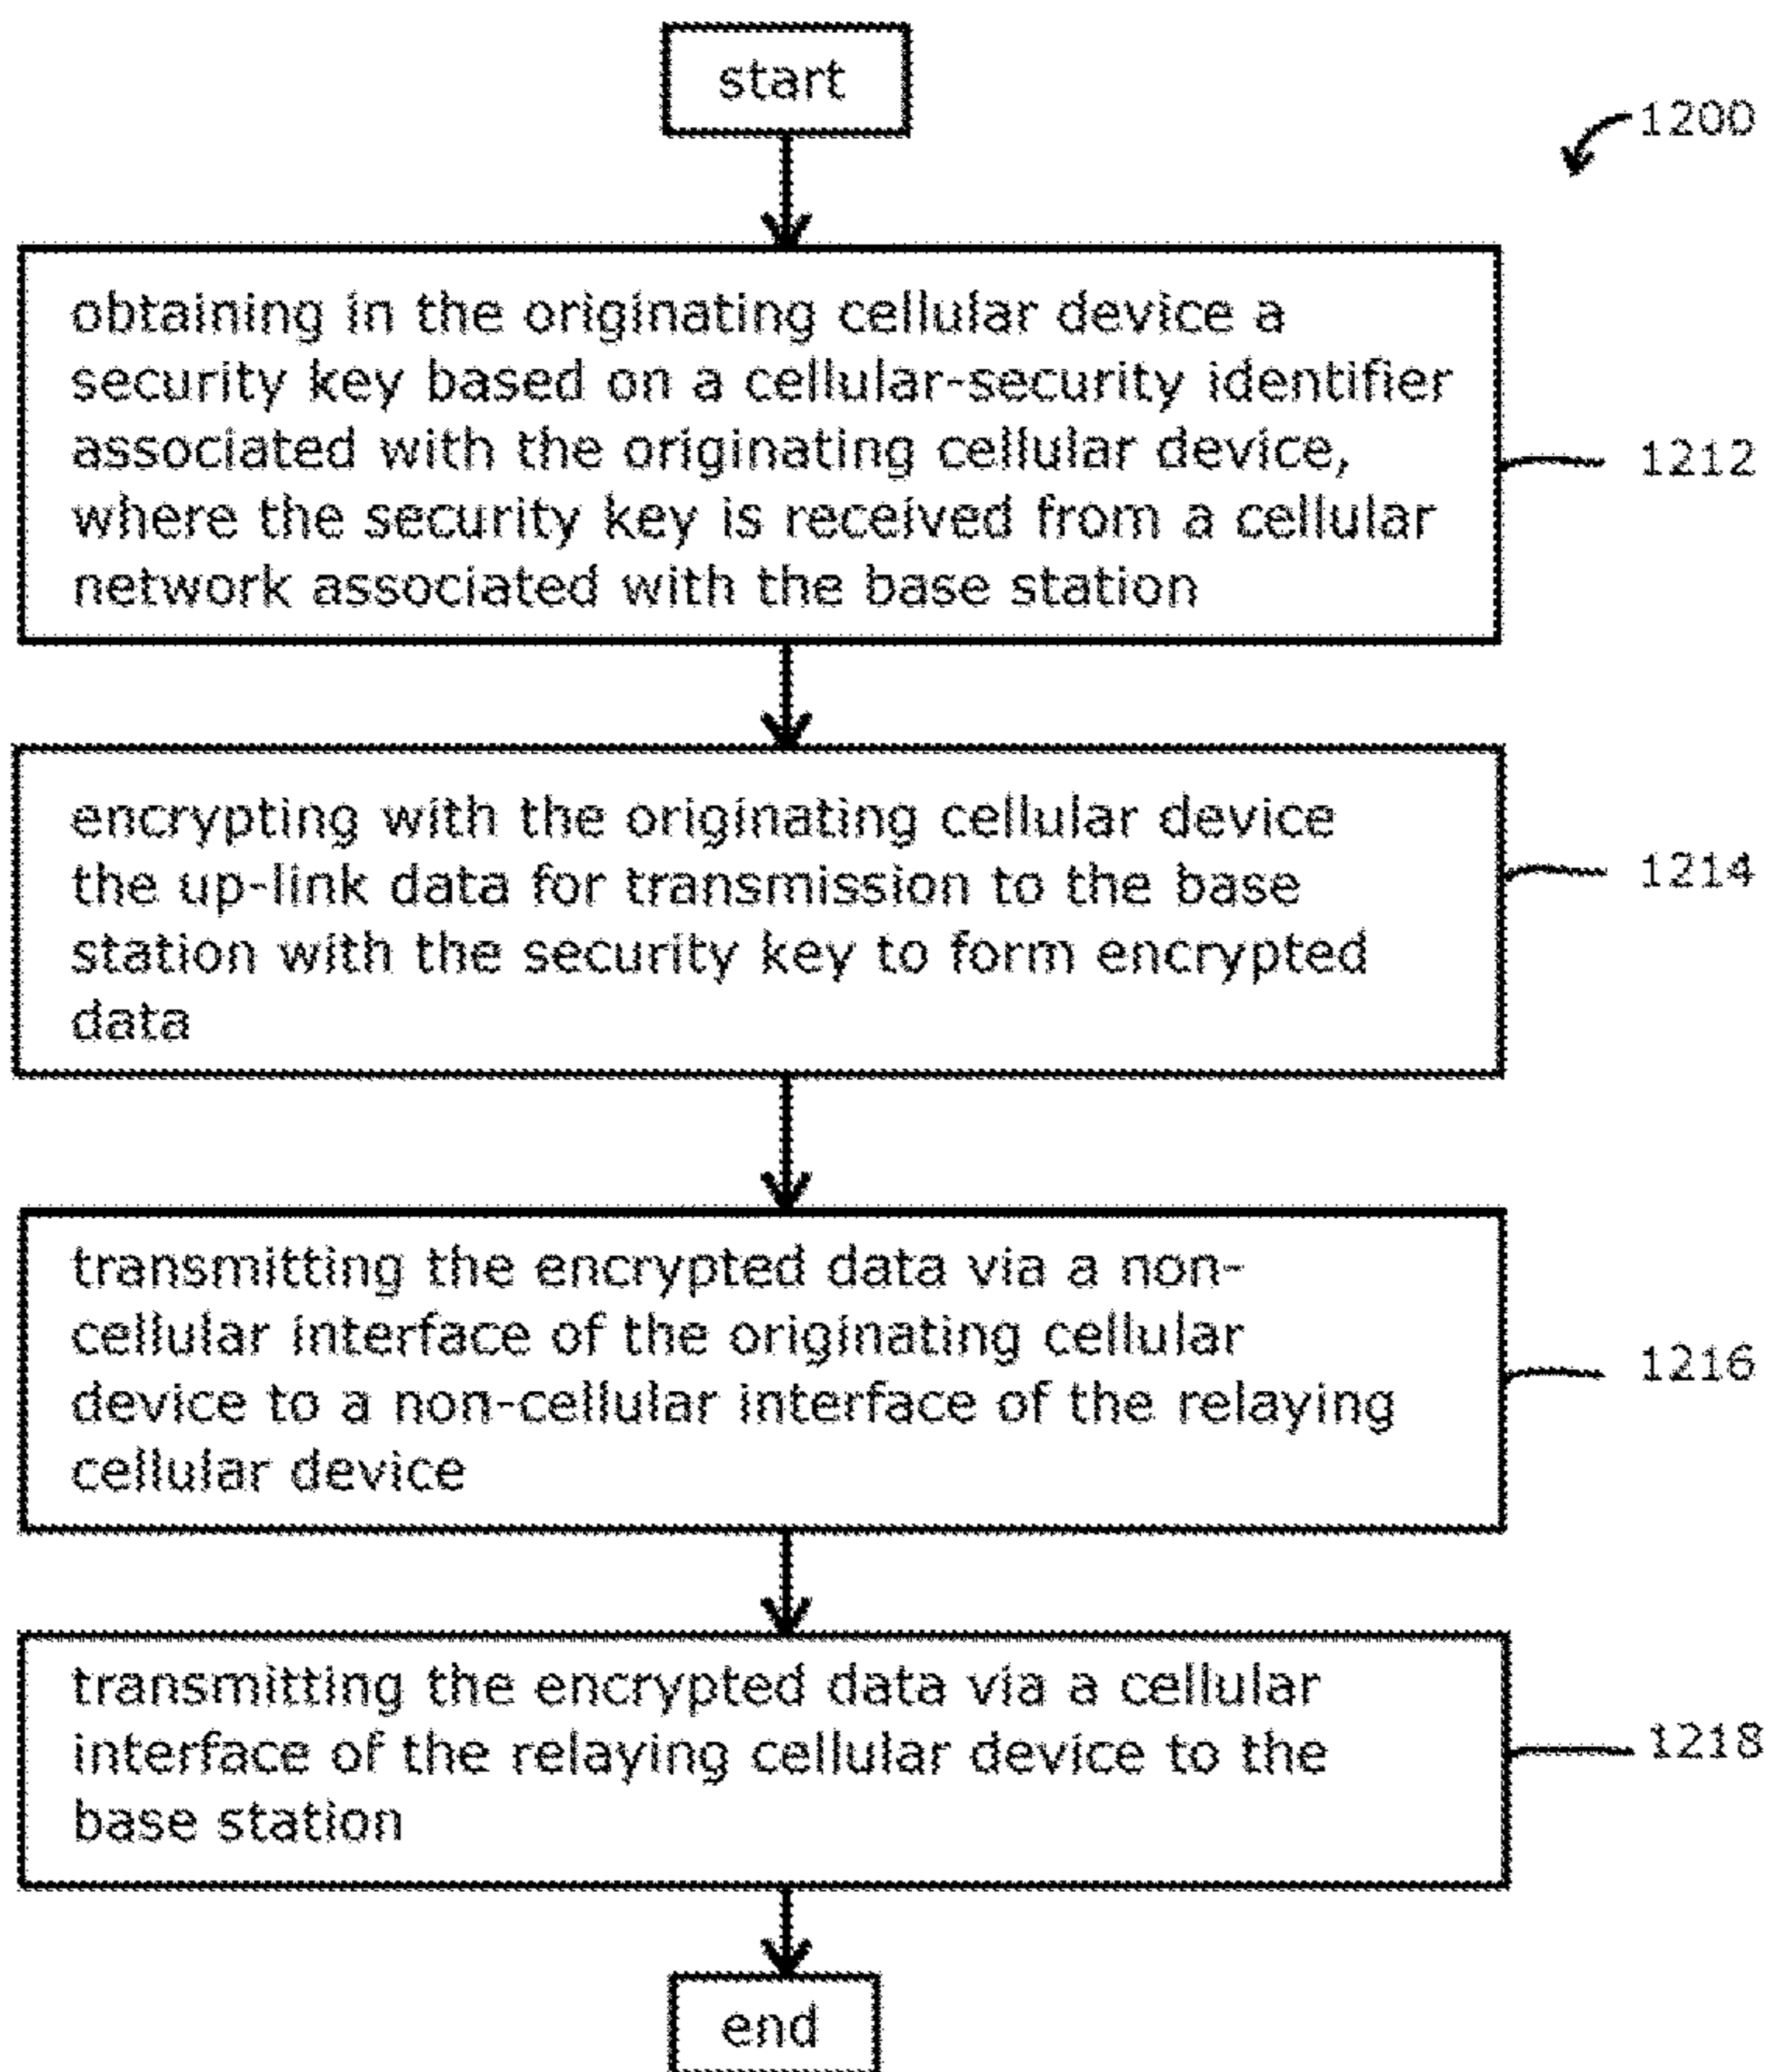 start
1200
obtaining in the originating cellular device a
security key based on a cellular-security identifier
associated with the originating cellular device,
where the security key is received from a cellular
network associated with the base station
1212
encrypting with the originating cellular device
the up-link data for transmission to the base
station with the security key to form encrypted
data
1214
transmitting the encrypted data via a non-
cellular interface of the originating cellular
device to a non-cellular interface of the relaying
cellular device
1216
transmitting the encrypted data via a cellular
interface of the relaying cellular device to the
base station
1218
end